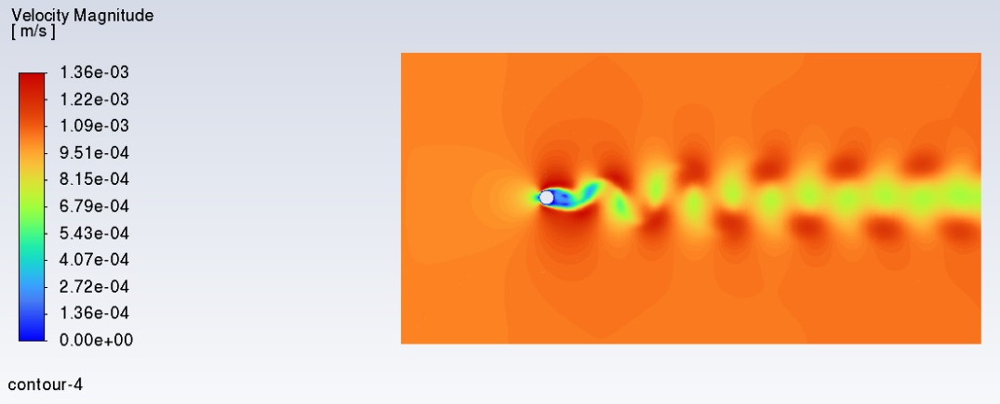 Velocity Magnitude
[ m/s ]
1.36e-03
1.22e-03
1.09e-03
9.51e-04
8.15e-04
6.79e-04
5.43e-04
4.07e-04
2.72e-04
1.36e-04
0.00e+00
contour-4